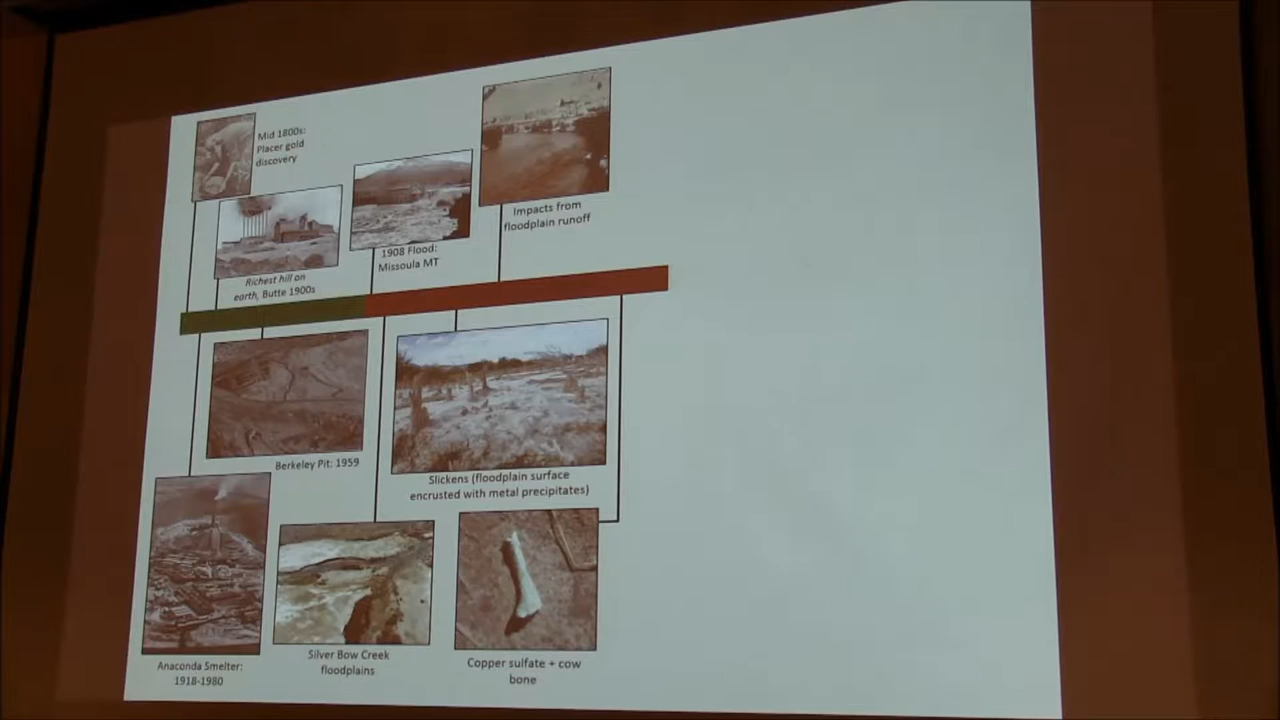 Mid 1800s:
Placer gold
discovery
Richest hill on
earth, Butte 1900s
1908 Flood:
Missoula MT
Impacts from
floodplain runoff
Berkeley Pit: 1959
Slickens (floodplain surface
encrusted with metal precipitates)
Anaconda Smelter:
1918-1980
Silver Bow Creek
floodplains
Copper sulfate + cow
bone